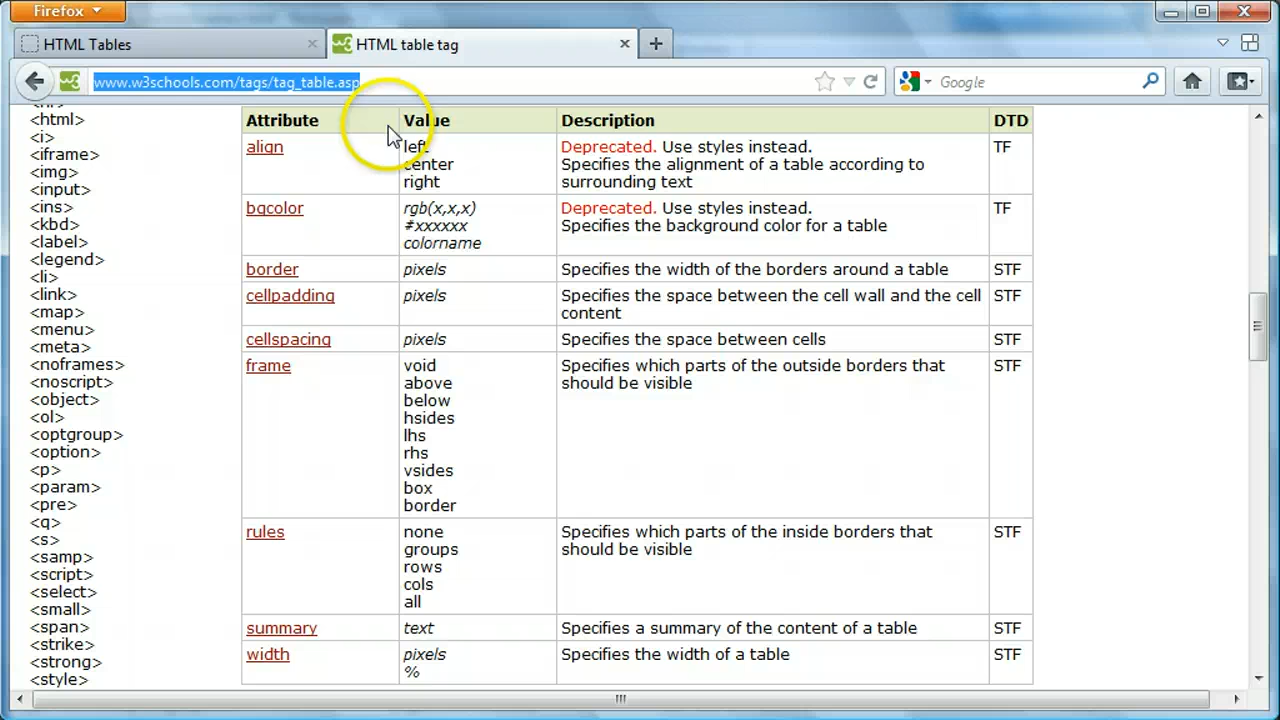 Firefox
HTML Tables
HTML table tag
www.w3schools.com/tags/tag_table.asp
Google
<html>
<i>
<iframe>
<img>
<input>
<ins>
<kbd>
<label>
<legend>
<li>
<link>
<map>
<menu>
<meta>
<noframes>
<noscript>
<object>
<ol>
<optgroup>
<option>
<p>
<param>
<pre>
<q>
<s>
<samp>
<script>
<select>
<small>
<span>
<strike>
<strong>
<style>
Attribute Value Description DTD
align left Deprecated. Use styles instead. TF
center Specifies the alignment of a table according to
right surrounding text
bgcolor rgb(x,x,x) Deprecated. Use styles instead. TF
#xxxxxx Specifies the background color for a table
colorname
border pixels Specifies the width of the borders around a table STF
cellpadding pixels Specifies the space between the cell wall and the cell STF
content
cellspacing pixels Specifies the space between cells STF
frame void Specifies which parts of the outside borders that STF
above should be visible
below
hsides
lhs
rhs
vsides
box
border
rules none Specifies which parts of the inside borders that STF
groups should be visible
rows
cols
all
summary text Specifies a summary of the content of a table STF
width pixels Specifies the width of a table STF
%